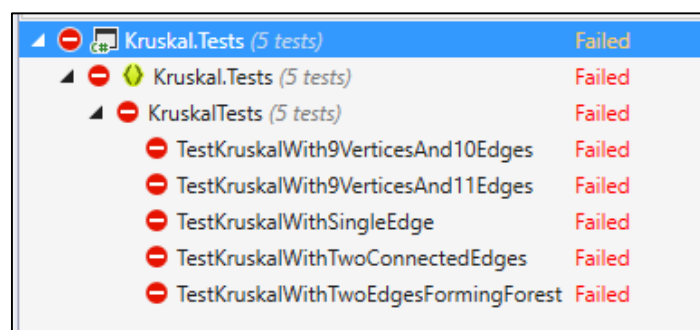 Kruskal.Tests (5 tests) Failed
Kruskal.Tests (5 tests) Failed
KruskalTests (5 tests) Failed
TestKruskalWith9VerticesAnd10Edges Failed
TestKruskalWith9VerticesAnd11Edges Failed
TestKruskalWithSingleEdge Failed
TestKruskalWithTwoConnectedEdges Failed
TestKruskalWithTwoEdgesFormingForest Failed